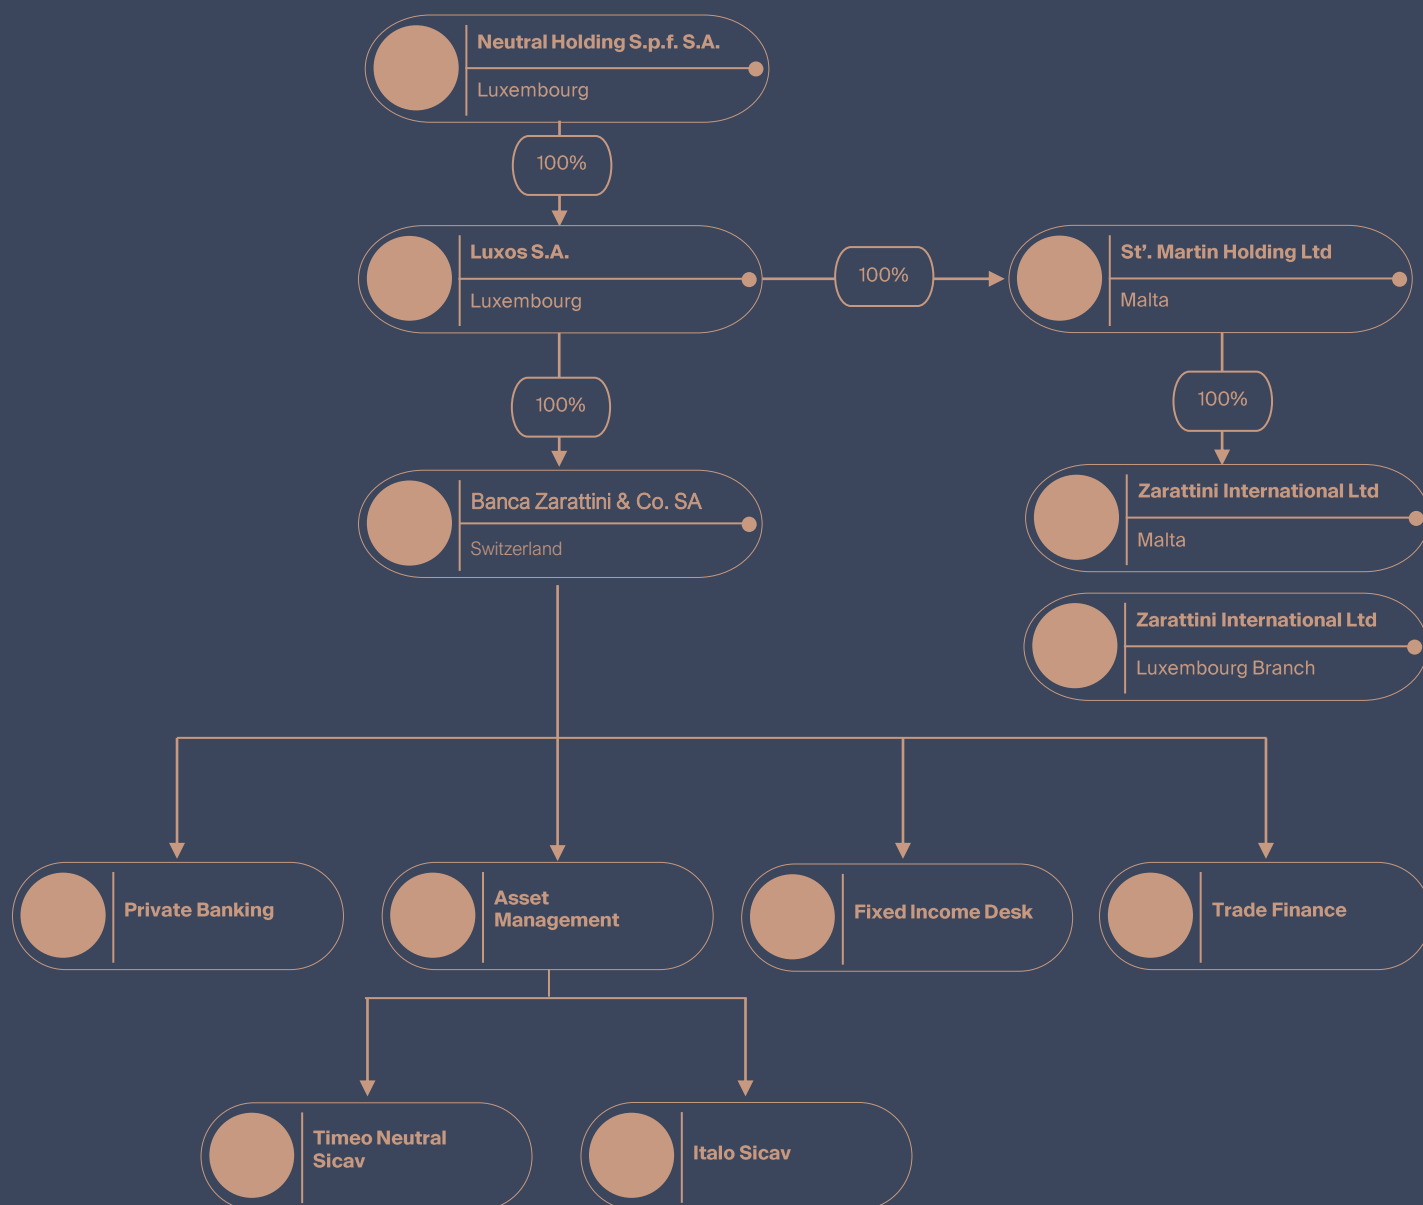 Neutral Holding S.p.f. S.A.
Luxembourg
100%
Luxos S.A.
Luxembourg
100%
St’. Martin Holding Ltd
Malta
100%
100%
Banca Zarattini & Co. SA
Switzerland
Zarattini International Ltd
Malta
Zarattini International Ltd
Luxembourg Branch
Private Banking
Asset
Management
Fixed Income Desk
Trade Finance
Timeo Neutral
Sicav
Italo Sicav